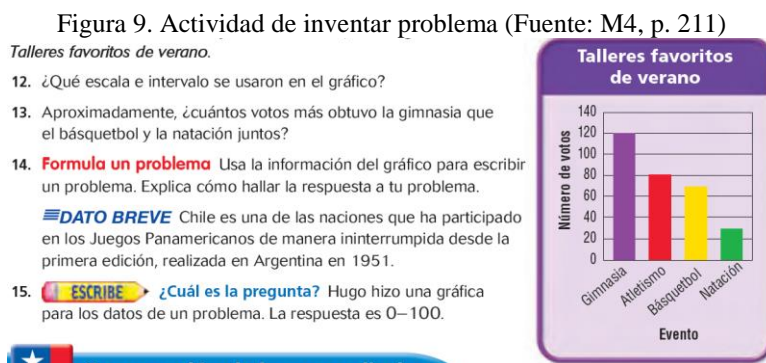 Figura 9. Actividad de inventar problema (Fuente: M4, p. 211)
Talleres favoritos de verano.
12. ¿Qué escala e intervalo se usaron en el gráfico?
13. Aproximadamente, ¿cuántos votos más obtuvo la gimnasia que
el básquetbol y la natación juntos?
14. Formula un problema Usa la información del gráfico para escribir
un problema. Explica cómo hallar la respuesta a tu problema.
DATO BREVE Chile es una de las naciones que ha participado
en los Juegos Panamericanos de manera ininterrumpida desde la
primera edición, realizada en Argentina en 1951.
15. ESCRIBE ¿Cuál es la pregunta? Hugo hizo una gráfica
para los datos de un problema. La respuesta es 0–100.
Talleres favoritos
de verano
Número de votos
140
120
100
80
60
40
20
0
Gimnasia
Atletismo
Básquetbol
Natación
Evento